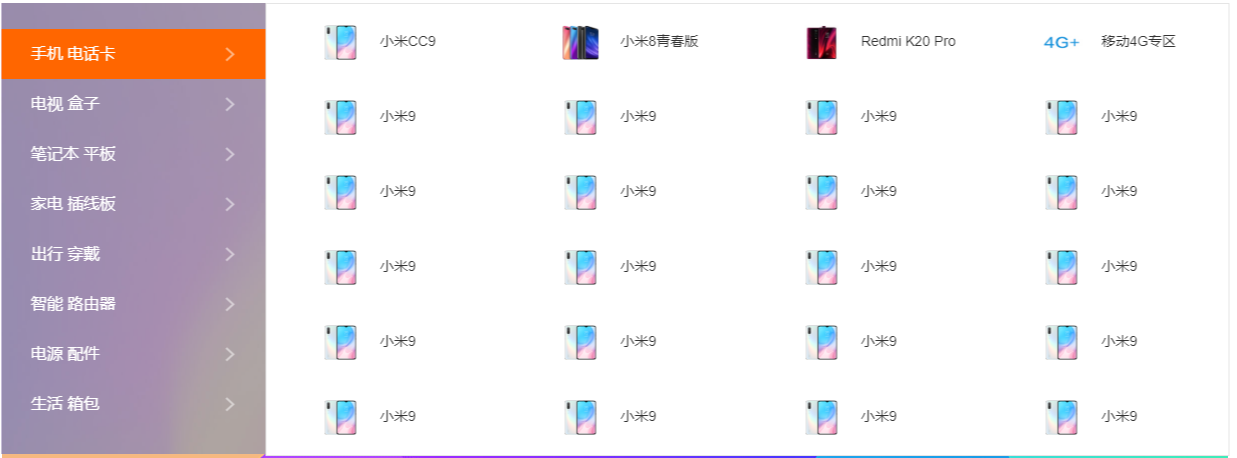 手机 电话卡
电视 盒子
笔记本 平板
家电 插线板
出行 穿戴
智能 路由器
电源 配件
生活 箱包
小米CC9 小米8青春版 Redmi K20 Pro 4G+ 移动4G专区
小米9 小米9 小米9 小米9
小米9 小米9 小米9 小米9
小米9 小米9 小米9 小米9
小米9 小米9 小米9 小米9
小米9 小米9 小米9 小米9